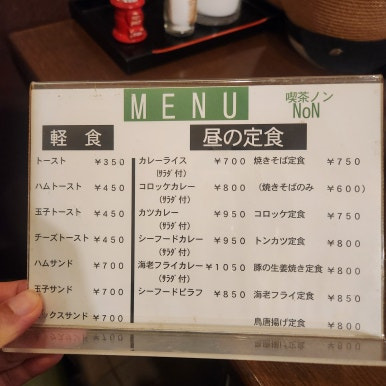 MENU
喫茶ノン
NoN
軽食
トースト ¥350
ハムトースト ¥450
玉子トースト ¥450
チーズトースト ¥450
ハムサンド ¥700
玉子サンド ¥700
ックスサンド ¥700
昼の定食
カレーライス ¥700
(サラダ付)
コロッケカレー ¥800
(サラダ付)
カツカレー ¥950
(サラダ付)
シーフードカレー ¥950
(サラダ付)
海老フライカレー ¥1050
(サラダ付)
シーフードピラフ ¥850
焼きそば定食 ¥750
(焼きそばのみ ¥600)
コロッケ定食 ¥750
トンカツ定食 ¥800
豚の生姜焼き定食 ¥800
海老フライ定食 ¥850
鳥唐揚げ定食 ¥800